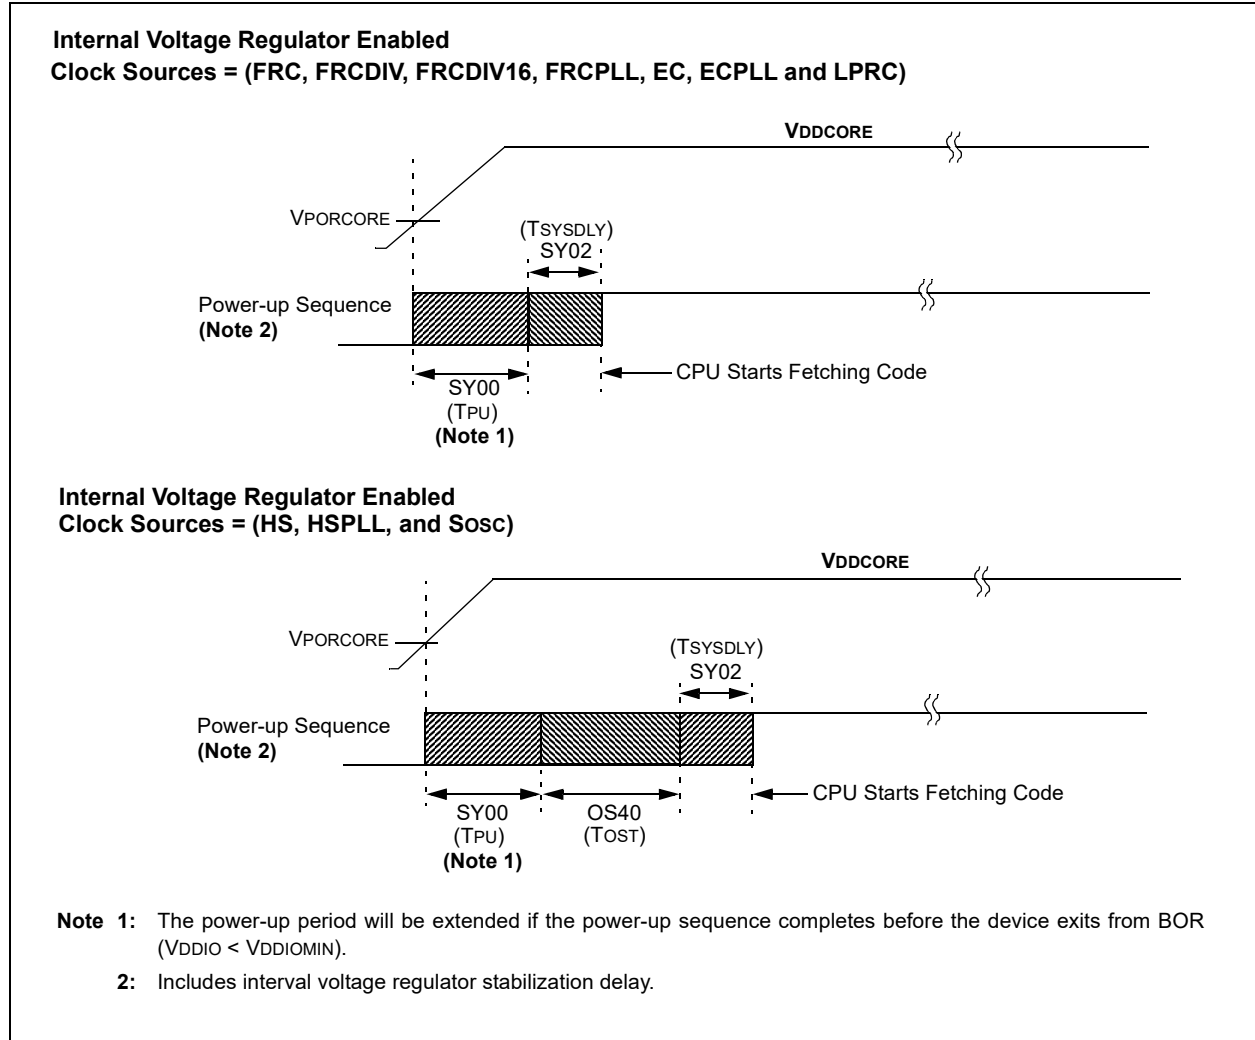 Internal Voltage Regulator Enabled
Clock Sources = (FRC, FRCDIV, FRCDIV16, FRCPLL, EC, ECPLL and LPRC)
VDDCORE
VPORCORE
(TSYSDLY)
SY02
Power-up Sequence
(Note 2)
CPU Starts Fetching Code
SY00
(TPU)
(Note 1)
Internal Voltage Regulator Enabled
Clock Sources = (HS, HSPLL, and SOSC)
VDDCORE
VPORCORE
(TSYSDLY)
SY02
Power-up Sequence
(Note 2)
CPU Starts Fetching Code
SY00
(TPU)
(Note 1)
OS40
(TOST)
Note 1: The power-up period will be extended if the power-up sequence completes before the device exits from BOR
(VDDIO < VDDIOMIN).
2: Includes interval voltage regulator stabilization delay.